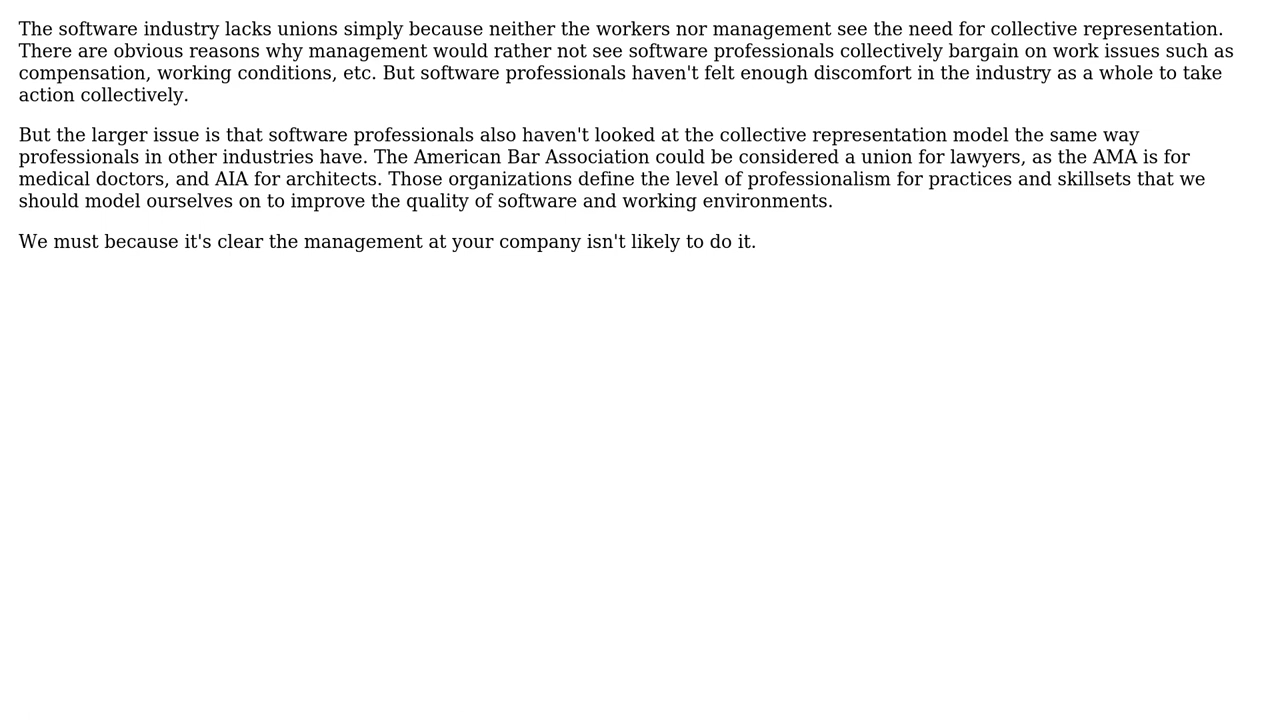 The software industry lacks unions simply because neither the workers nor management see the need for collective representation.
There are obvious reasons why management would rather not see software professionals collectively bargain on work issues such as
compensation, working conditions, etc. But software professionals haven't felt enough discomfort in the industry as a whole to take
action collectively.
But the larger issue is that software professionals also haven't looked at the collective representation model the same way
professionals in other industries have. The American Bar Association could be considered a union for lawyers, as the AMA is for
medical doctors, and AIA for architects. Those organizations define the level of professionalism for practices and skillsets that we
should model ourselves on to improve the quality of software and working environments.
We must because it's clear the management at your company isn't likely to do it.